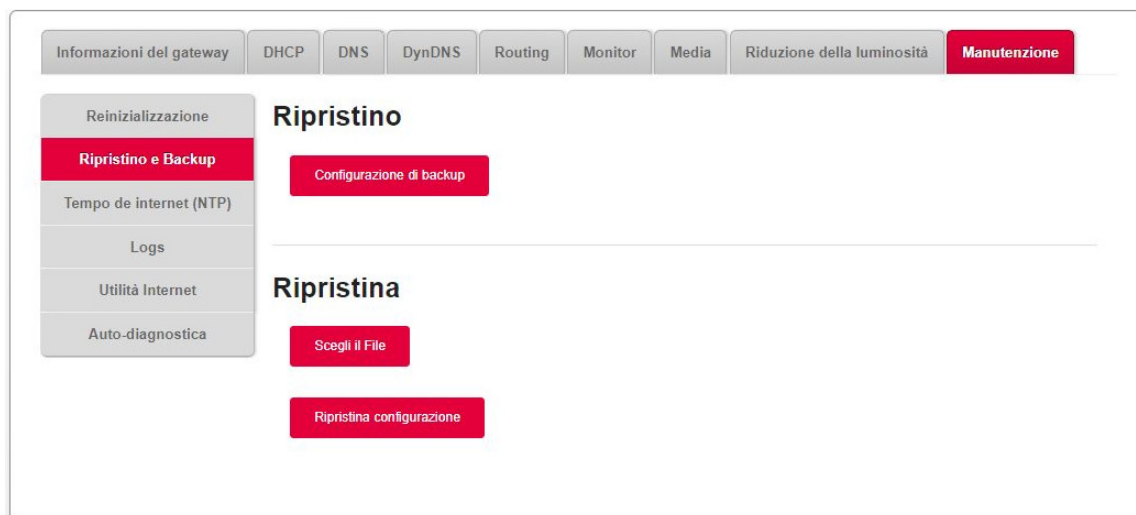 Informazioni del gateway DHCP DNS DynDNS Routing Monitor Media Riduzione della luminosità Manutenzione
Reinizializzazione
Ripristino e Backup
Tempo de internet (NTP)
Logs
Utilità Internet
Auto-diagnostica
Ripristino
Configurazione di backup
Ripristina
Scegli il File
Ripristina configurazione